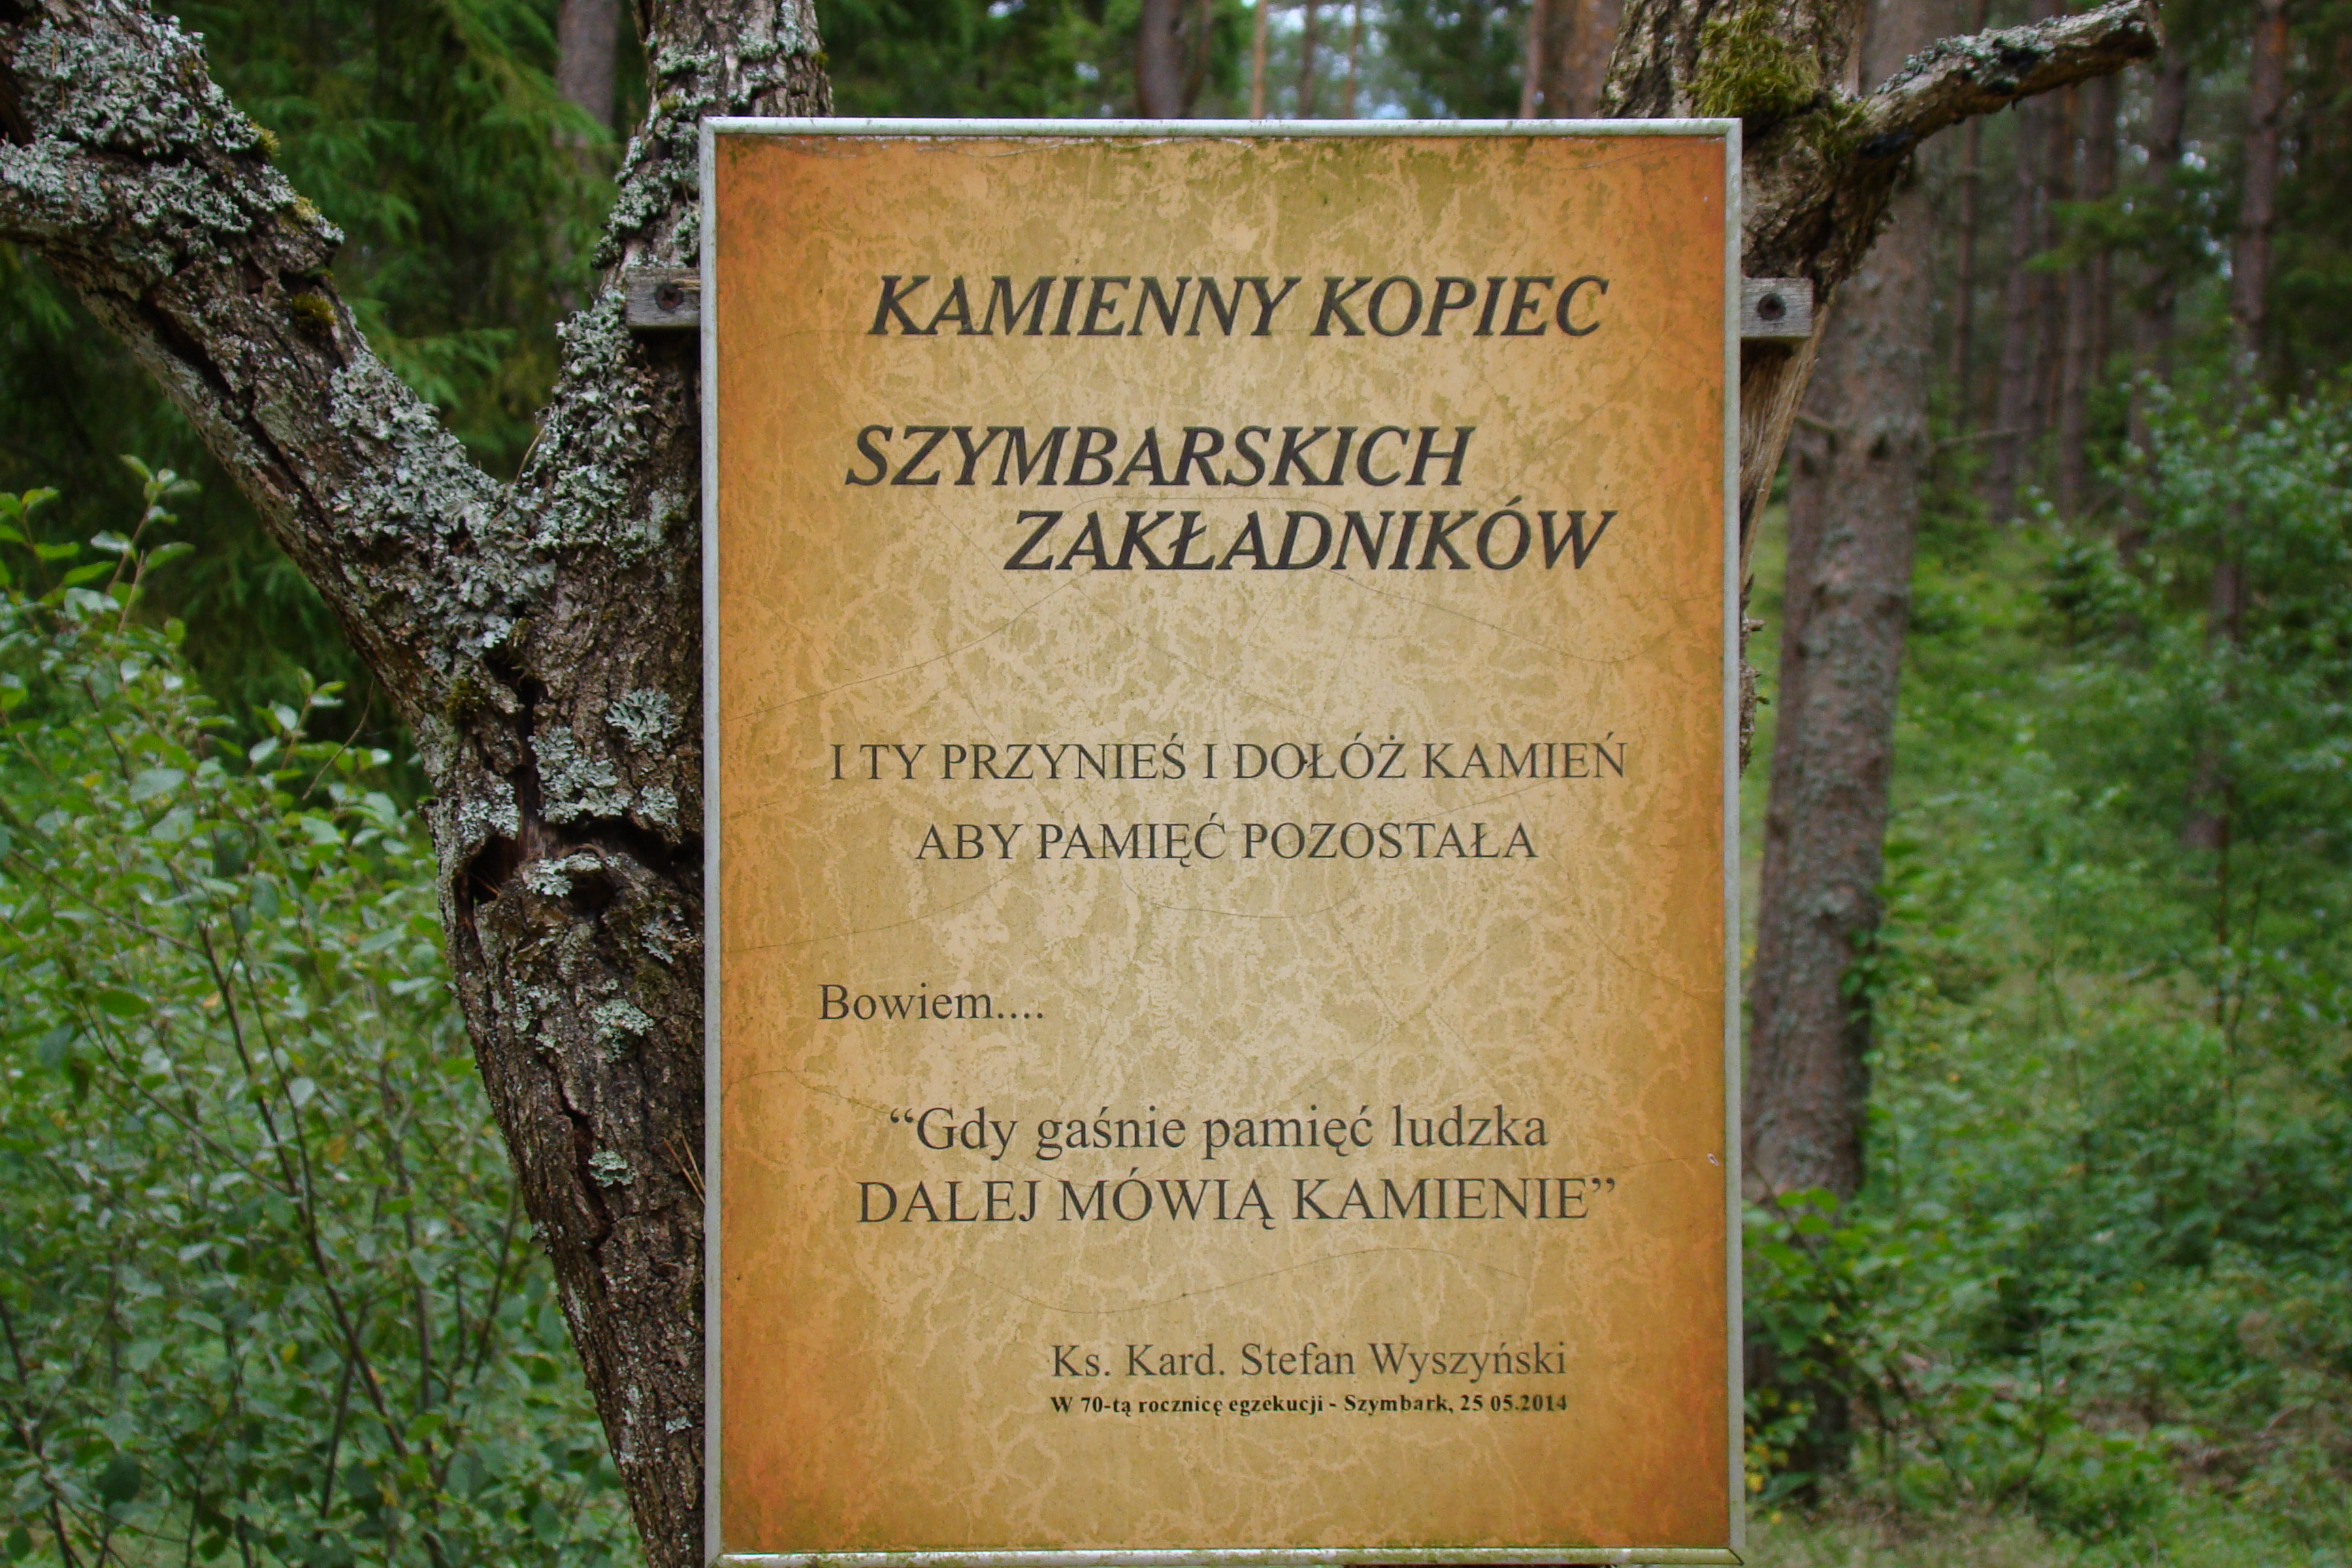 KAMIENNY KOPIEC
SZYMBARSKICH
ZAKŁADNIKÓW
I TY PRZYNIEŚ I DOŁÓŻ KAMIEŃ
ABY PAMIĘĆ POZOSTAŁA
Bowiem....
“Gdy gaśnie pamięć ludzka
DALEJ MÓWIĄ KAMIENIE”
Ks. Kard. Stefan Wyszyński
W 70-tą rocznicę egzekucji - Szymbark, 25 05.2014